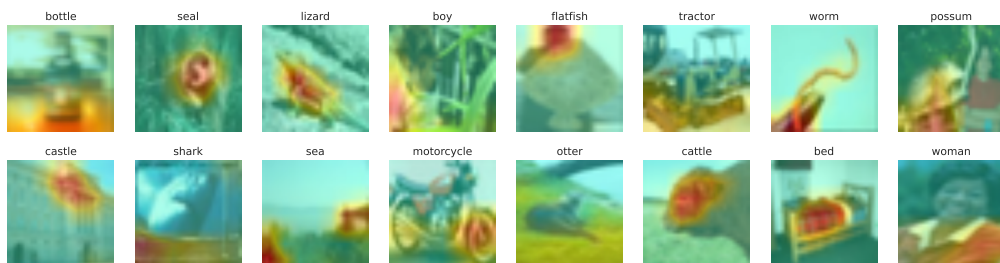 bottle seal lizard boy flatfish tractor worm possum
castle shark sea motorcycle otter cattle bed woman